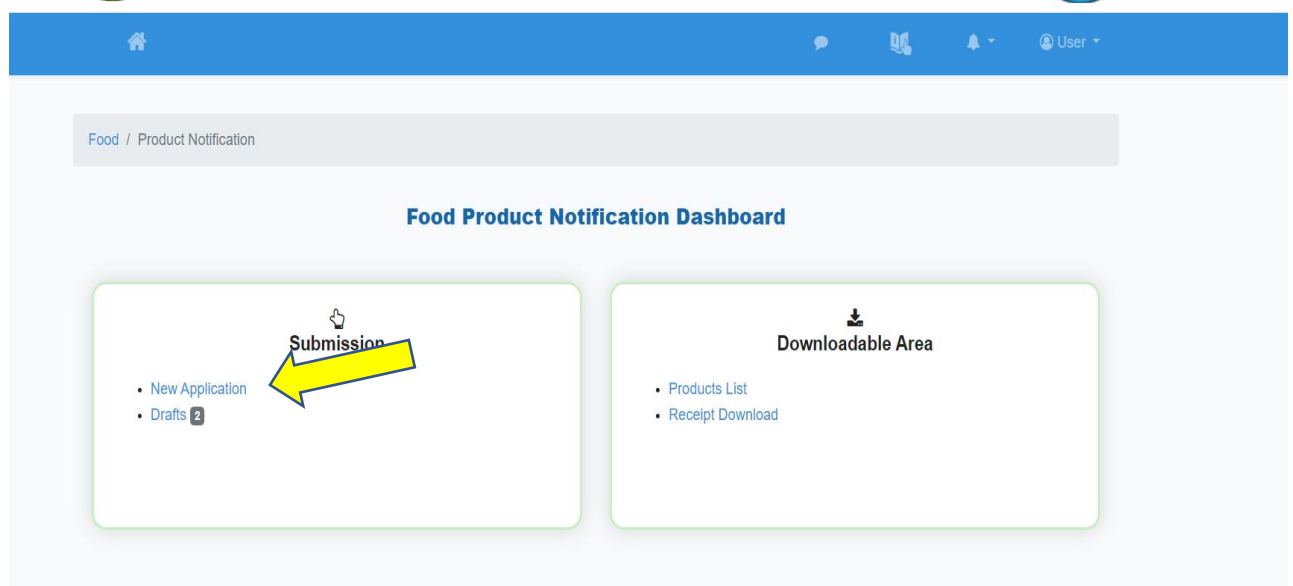 User
Food / Product Notification
Food Product Notification Dashboard
Submission
New Application
Drafts 2
Downloadable Area
Products List
Receipt Download